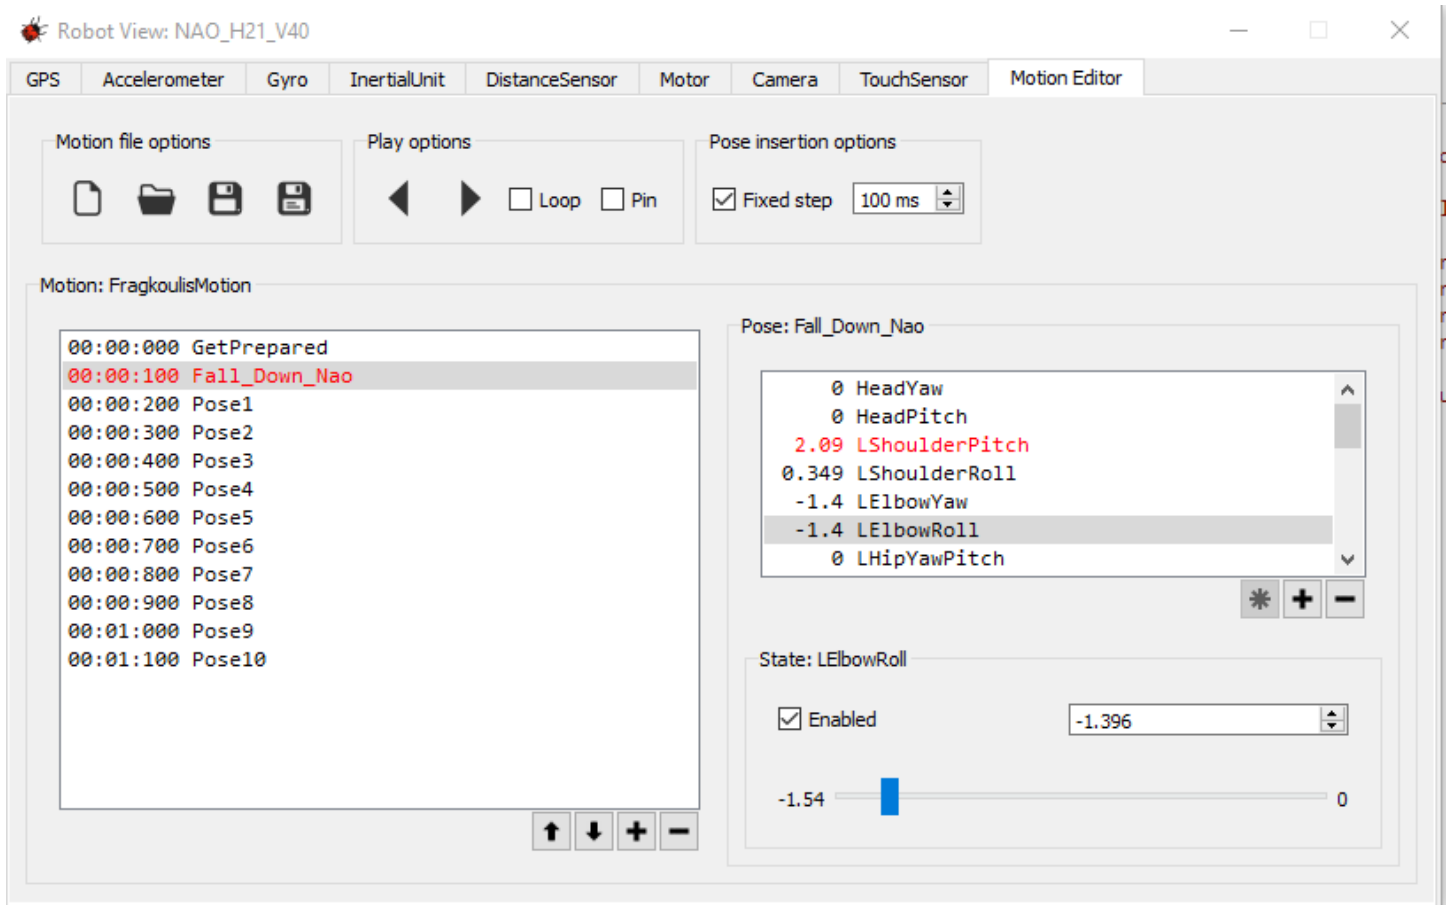 Robot View: NAO_H21_V40
GPS Accelerometer Gyro InertialUnit DistanceSensor Motor Camera TouchSensor Motion Editor
Motion file options
Play options
Loop Pin
Pose insertion options
Fixed step 100 ms
Motion: FragkoulisMotion
00:00:000 GetPrepared
00:00:100 Fall_Down_Nao
00:00:200 Pose1
00:00:300 Pose2
00:00:400 Pose3
00:00:500 Pose4
00:00:600 Pose5
00:00:700 Pose6
00:00:800 Pose7
00:00:900 Pose8
00:01:000 Pose9
00:01:100 Pose10
Pose: Fall_Down_Nao
0 HeadYaw
0 HeadPitch
2.09 LShoulderPitch
0.349 LShoulderRoll
-1.4 LElbowYaw
-1.4 LElbowRoll
0 LHipYawPitch
State: LElbowRoll
Enabled -1.396
-1.54 0